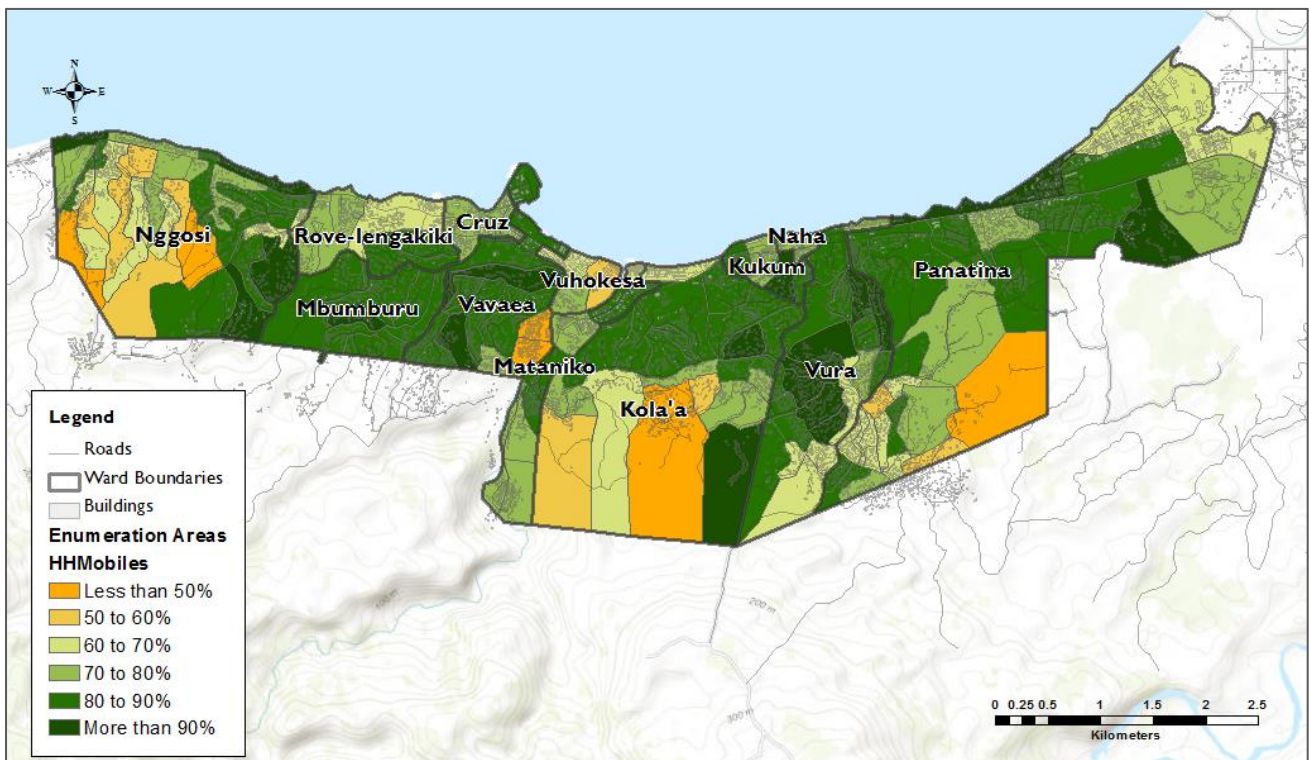 N
W E
S
Naha
Cruz
Nggosi
Rove-lengakiki
Kukum
Panatina
Vuhokesa
Mbumburu
Vavaea
Mataniko
Vura
Kola'a
Legend
Roads
Ward Boundaries
Buildings
Enumeration Areas
HHMobiles
Less than 50%
50 to 60%
60 to 70%
70 to 80%
80 to 90%
More than 90%
100 m
200 m
300 m
0 0.25 0.5 1 1.5 2 2.5
Kilometers